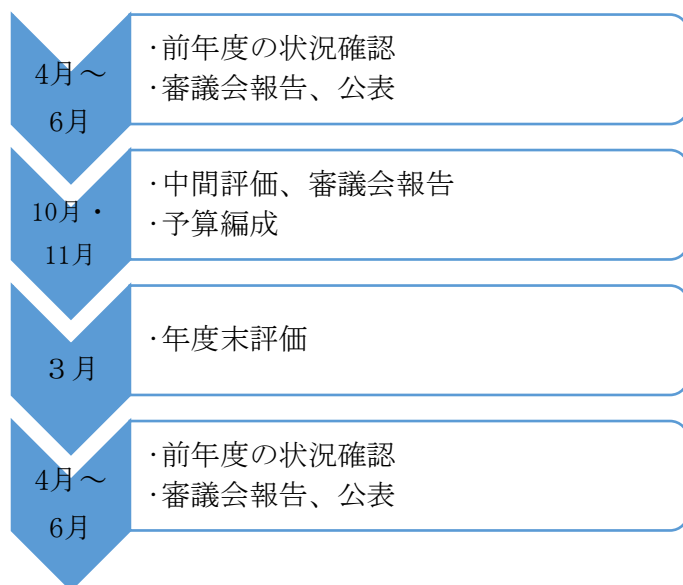 4月～
6月
·前年度の状況確認
·審議会報告、公表
10月・
11月
·中間評価、審議会報告
·予算編成
３月
·年度末評価
4月～
6月
·前年度の状況確認
·審議会報告、公表